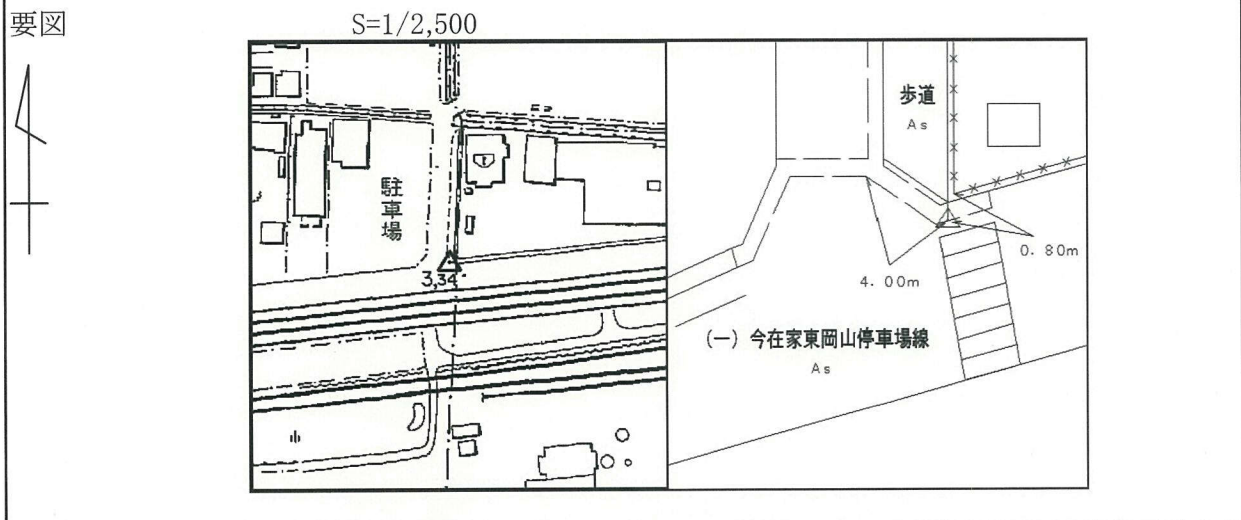 要図
S=1/2,500
駐車場
3,34
歩道
As
0.80m
4.00m
(一)今在家東岡山停車場線
As